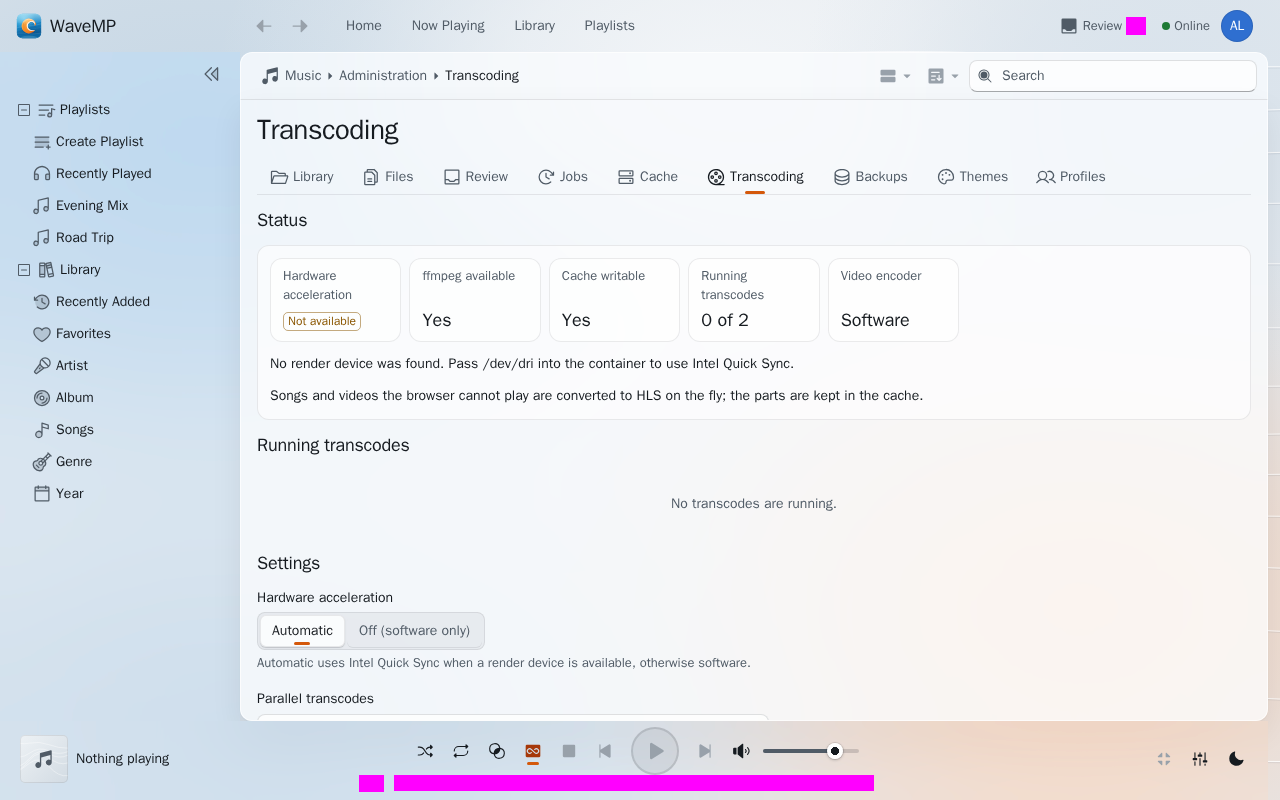 WaveMP
Home
Now Playing
Library
Playlists
Review
Online
AL
Music
Administration
Transcoding
Search
Playlists
Create Playlist
Recently Played
Evening Mix
Road Trip
Library
Recently Added
Favorites
Artist
Album
Songs
Genre
Year
Transcoding
Library
Files
Review
Jobs
Cache
Transcoding
Backups
Themes
Profiles
Status
Hardware
acceleration
Not available
ffmpeg available
Yes
Cache writable
Yes
Running
transcodes
0 of 2
Video encoder
Software
No render device was found. Pass /dev/dri into the container to use Intel Quick Sync.
Songs and videos the browser cannot play are converted to HLS on the fly; the parts are kept in the cache.
Running transcodes
No transcodes are running.
Settings
Hardware acceleration
Automatic
Off (software only)
Automatic uses Intel Quick Sync when a render device is available, otherwise software.
Parallel transcodes
Nothing playing